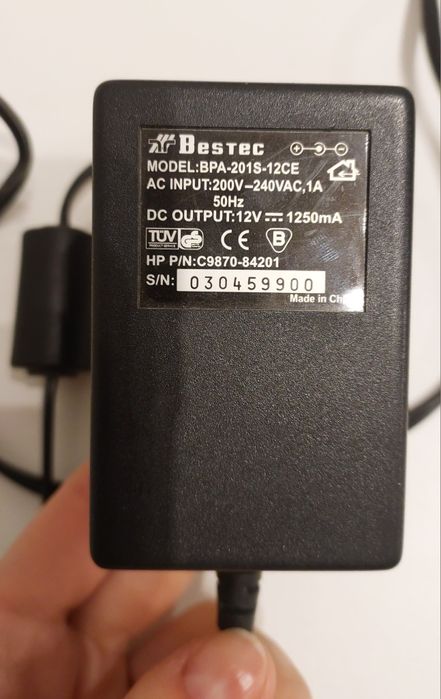 BESTEC
MODEL:BPA-201S-12CE
AC INPUT:200V-240VAC,1A
50Hz
DC OUTPUT:12V ⎓ 1250mA
TÜV GS CE B
HP P/N:C9870-84201
S/N: 030459900
Made in